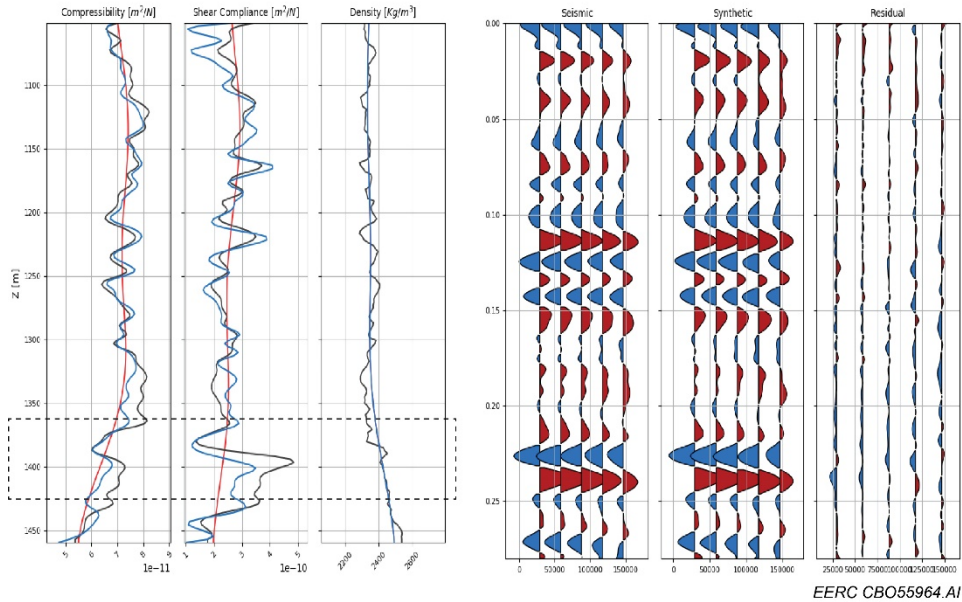 Compressibility [m²/N]
Shear Compliance [m²/N]
Density [Kg/m³]
Seismic
Synthetic
Residual
Z [m]
1100
1150
1200
1250
1300
1350
1400
1450
5 6 7 8 9
1e−11
1 2 3 4 5
1e−10
2200 2400 2600
0.00
0.05
0.10
0.15
0.20
0.25
0 50000 100000 150000
0 50000 100000 150000
25000 50000 75000 100000 125000 150000
EERC CBO55964.AI